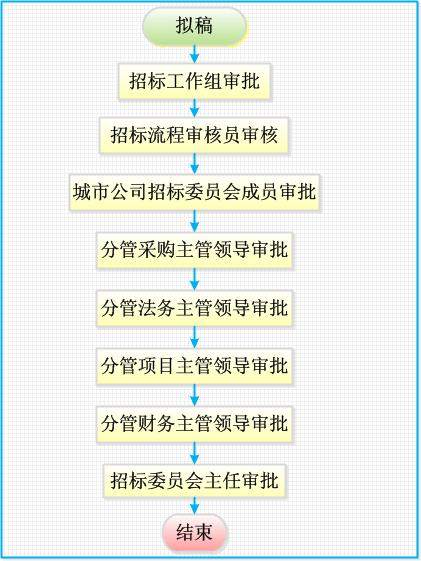 拟稿
招标工作组审批
招标流程审核员审核
城市公司招标委员会成员审批
分管采购主管领导审批
分管法务主管领导审批
分管项目主管领导审批
分管财务主管领导审批
招标委员会主任审批
结束